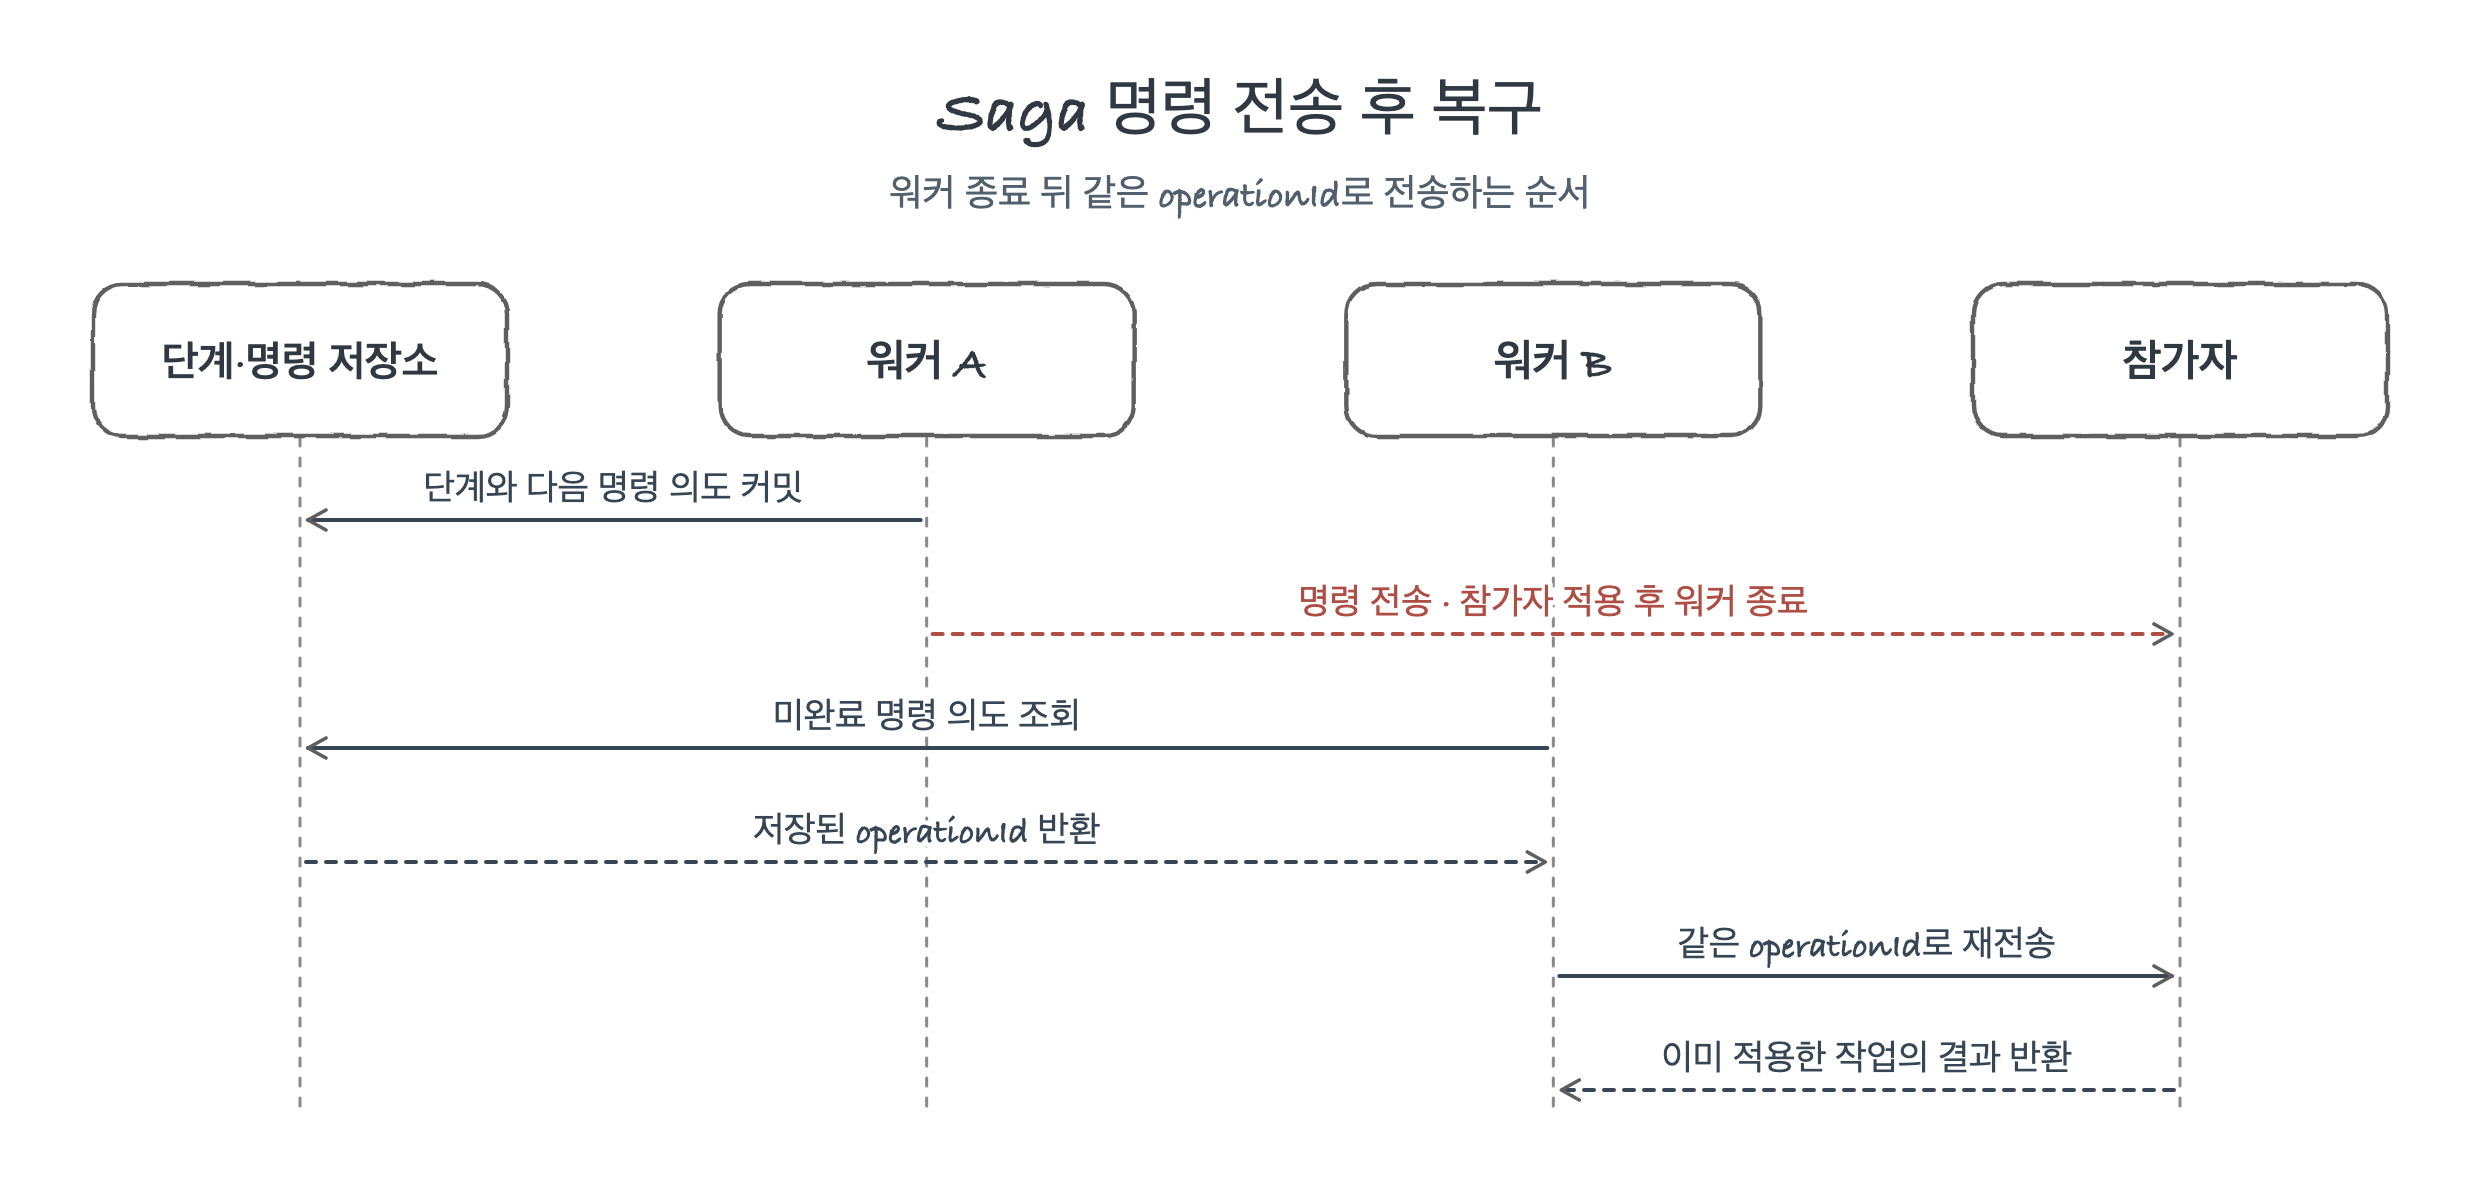 Saga 명령 전송 후 복구
워커 종료 뒤 같은 operationId로 전송하는 순서
단계·명령 저장소
워커 A
워커 B
참가자
단계와 다음 명령 의도 커밋
명령 전송 · 참가자 적용 후 워커 종료
미완료 명령 의도 조회
저장된 operationId 반환
같은 operationId로 재전송
이미 적용한 작업의 결과 반환